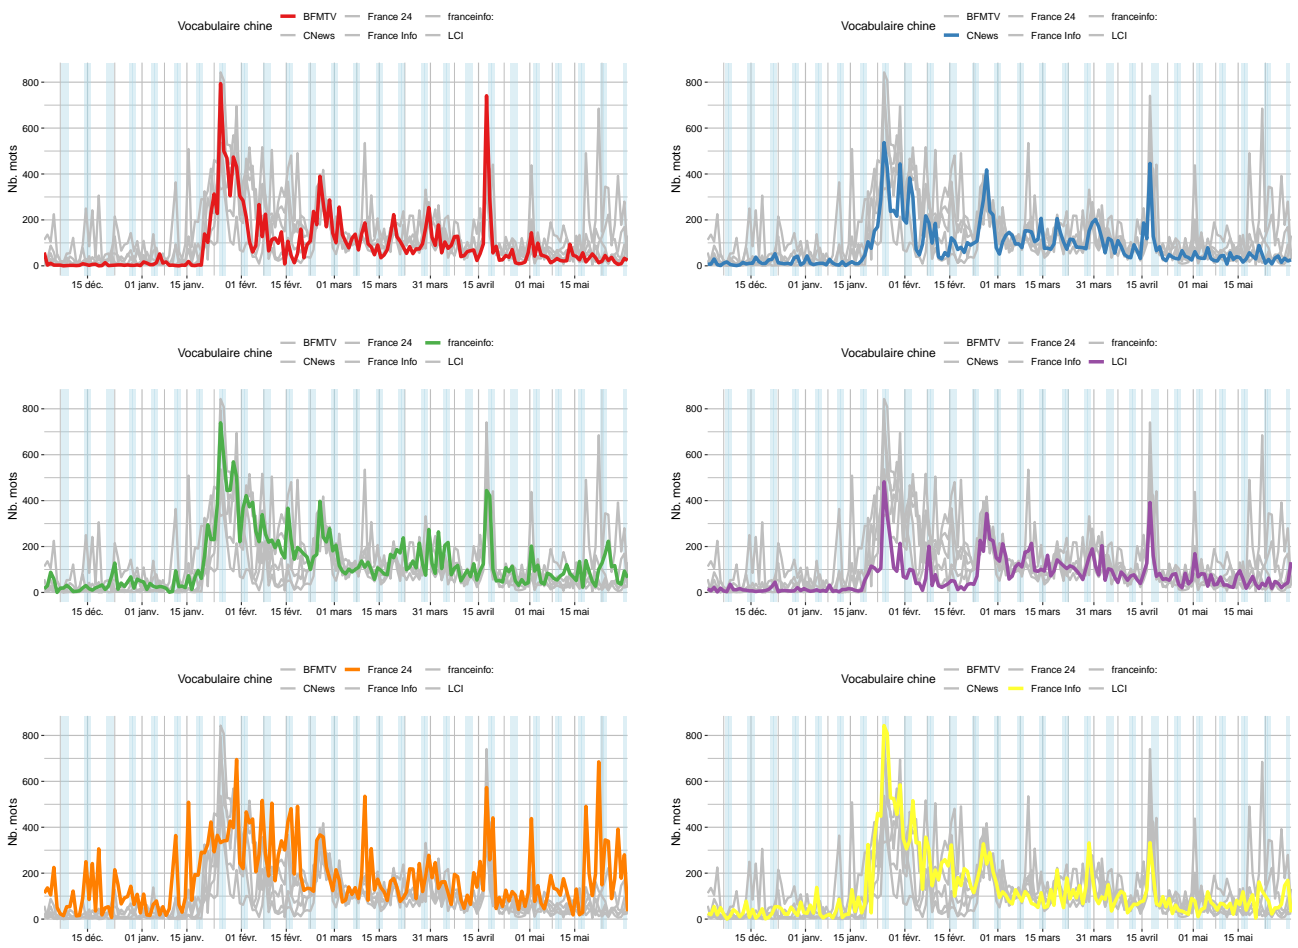 Vocabulaire chine
BFMTV France 24 franceinfo:
CNews France Info LCI
Nb. mots
800
600
400
200
0
15 déc. 01 janv. 15 janv. 01 févr. 15 févr. 01 mars 15 mars 31 mars 15 avril 01 mai 15 mai
Vocabulaire chine
BFMTV France 24 franceinfo:
CNews France Info LCI
Nb. mots
800
600
400
200
0
15 déc. 01 janv. 15 janv. 01 févr. 15 févr. 01 mars 15 mars 31 mars 15 avril 01 mai 15 mai
Vocabulaire chine
BFMTV France 24 franceinfo:
CNews France Info LCI
Nb. mots
800
600
400
200
0
15 déc. 01 janv. 15 janv. 01 févr. 15 févr. 01 mars 15 mars 31 mars 15 avril 01 mai 15 mai
Vocabulaire chine
BFMTV France 24 franceinfo:
CNews France Info LCI
Nb. mots
800
600
400
200
0
15 déc. 01 janv. 15 janv. 01 févr. 15 févr. 01 mars 15 mars 31 mars 15 avril 01 mai 15 mai
Vocabulaire chine
BFMTV France 24 franceinfo:
CNews France Info LCI
Nb. mots
800
600
400
200
0
15 déc. 01 janv. 15 janv. 01 févr. 15 févr. 01 mars 15 mars 31 mars 15 avril 01 mai 15 mai
Vocabulaire chine
BFMTV France 24 franceinfo:
CNews France Info LCI
Nb. mots
800
600
400
200
0
15 déc. 01 janv. 15 janv. 01 févr. 15 févr. 01 mars 15 mars 31 mars 15 avril 01 mai 15 mai